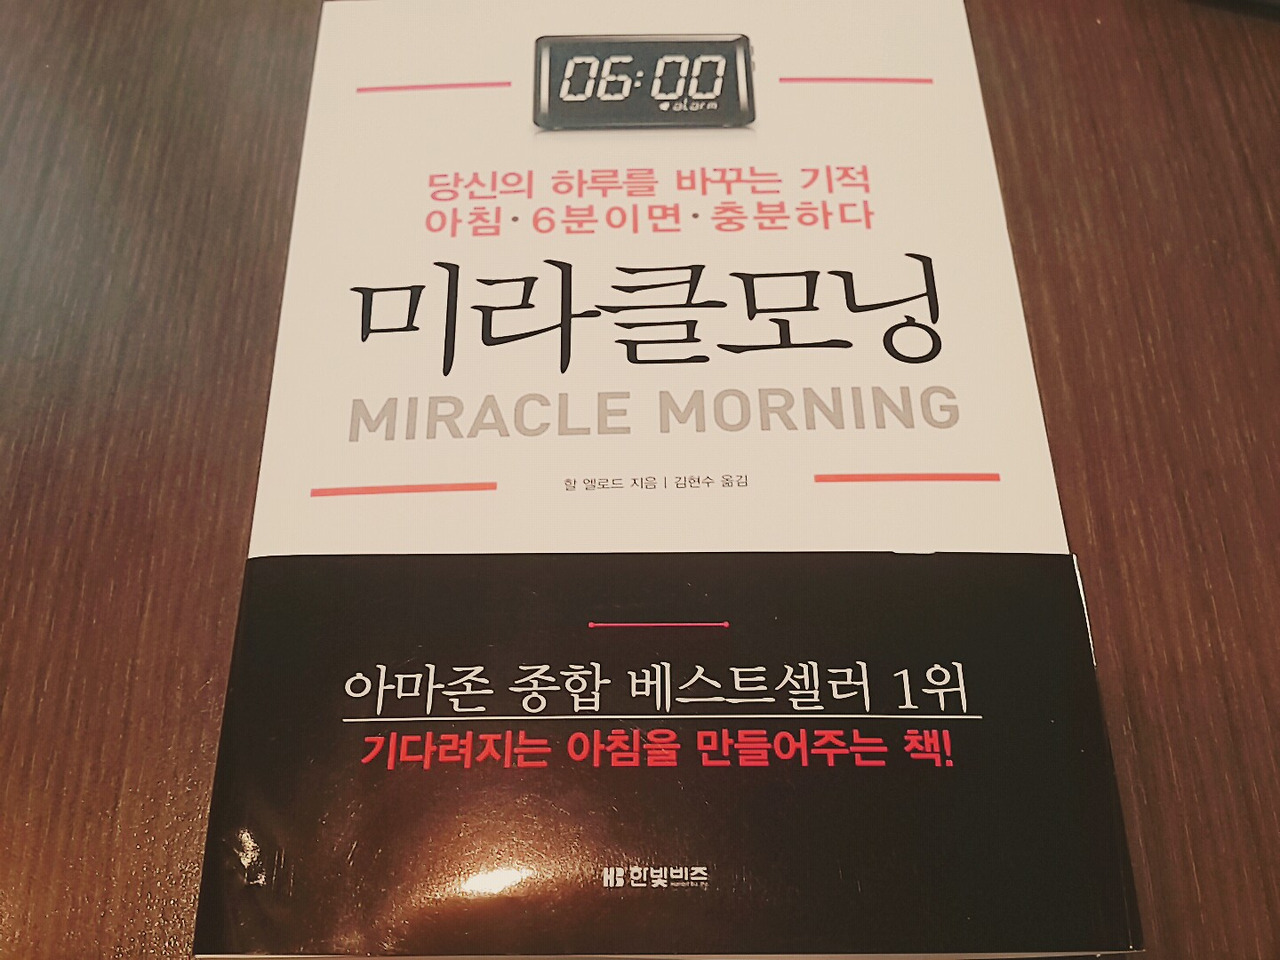 06:00
alarm
당신의 하루를 바꾸는 기적
아침·6분이면·충분하다
미라클모닝
MIRACLE MORNING
할 엘로드 지음 | 김현수 옮김
아마존 종합 베스트셀러 1위
기다려지는 아침을 만들어주는 책!
HB 한빛비즈